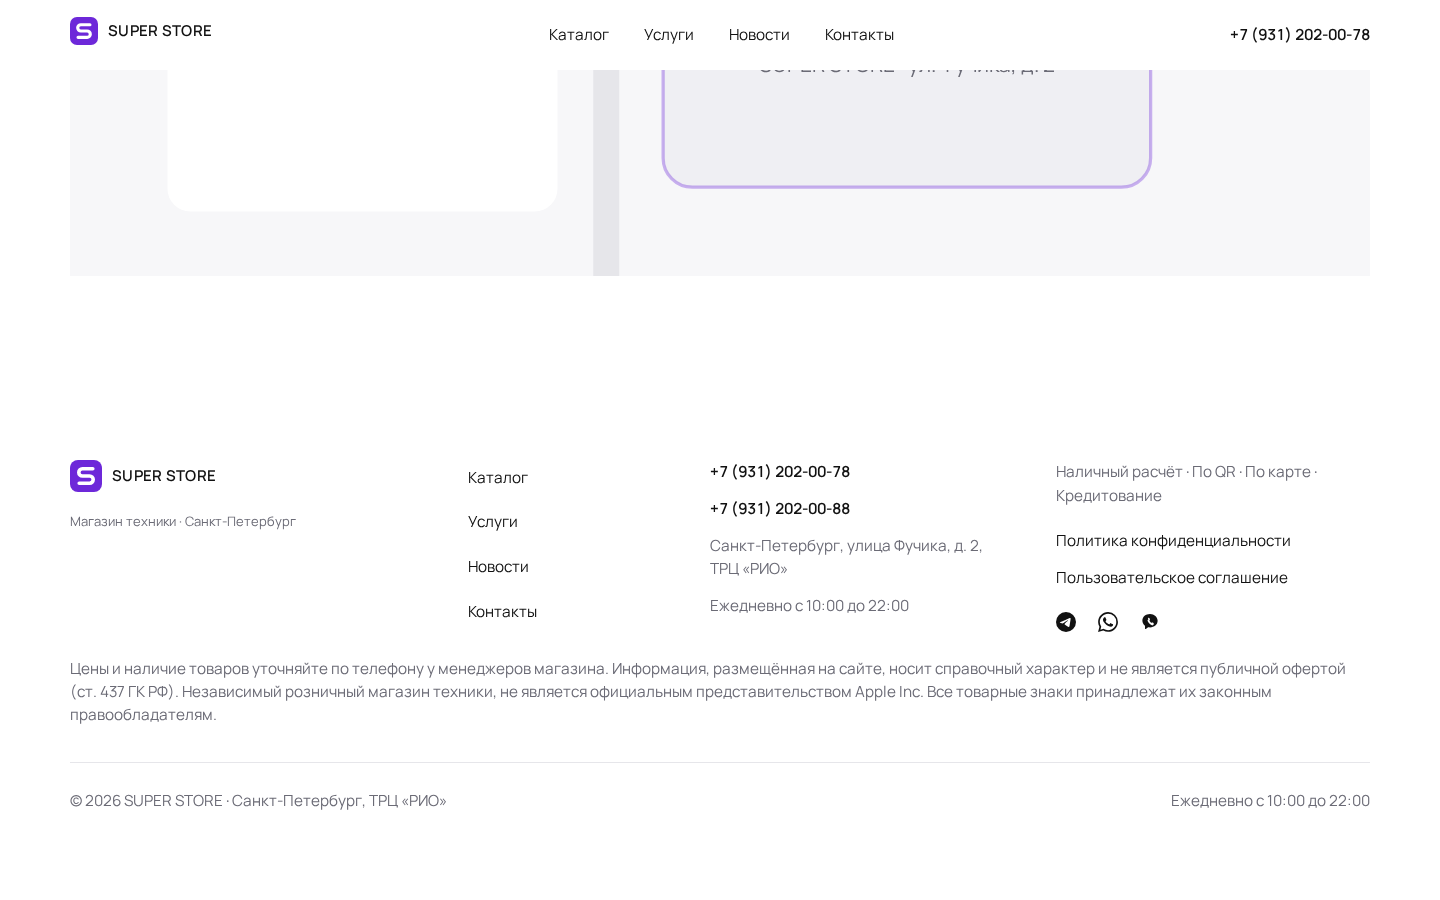 SUPER STORE
Каталог
Услуги
Новости
Контакты
+7 (931) 202-00-78
SUPER STORE
Магазин техники · Санкт-Петербург
Каталог
Услуги
Новости
Контакты
+7 (931) 202-00-78
+7 (931) 202-00-88
Санкт-Петербург, улица Фучика, д. 2,
ТРЦ «РИО»
Ежедневно с 10:00 до 22:00
Наличный расчёт · По QR · По карте ·
Кредитование
Политика конфиденциальности
Пользовательское соглашение
Цены и наличие товаров уточняйте по телефону у менеджеров магазина. Информация, размещённая на сайте, носит справочный характер и не является публичной офертой
(ст. 437 ГК РФ). Независимый розничный магазин техники, не является официальным представительством Apple Inc. Все товарные знаки принадлежат их законным
правообладателям.
© 2026 SUPER STORE · Санкт-Петербург, ТРЦ «РИО»
Ежедневно с 10:00 до 22:00